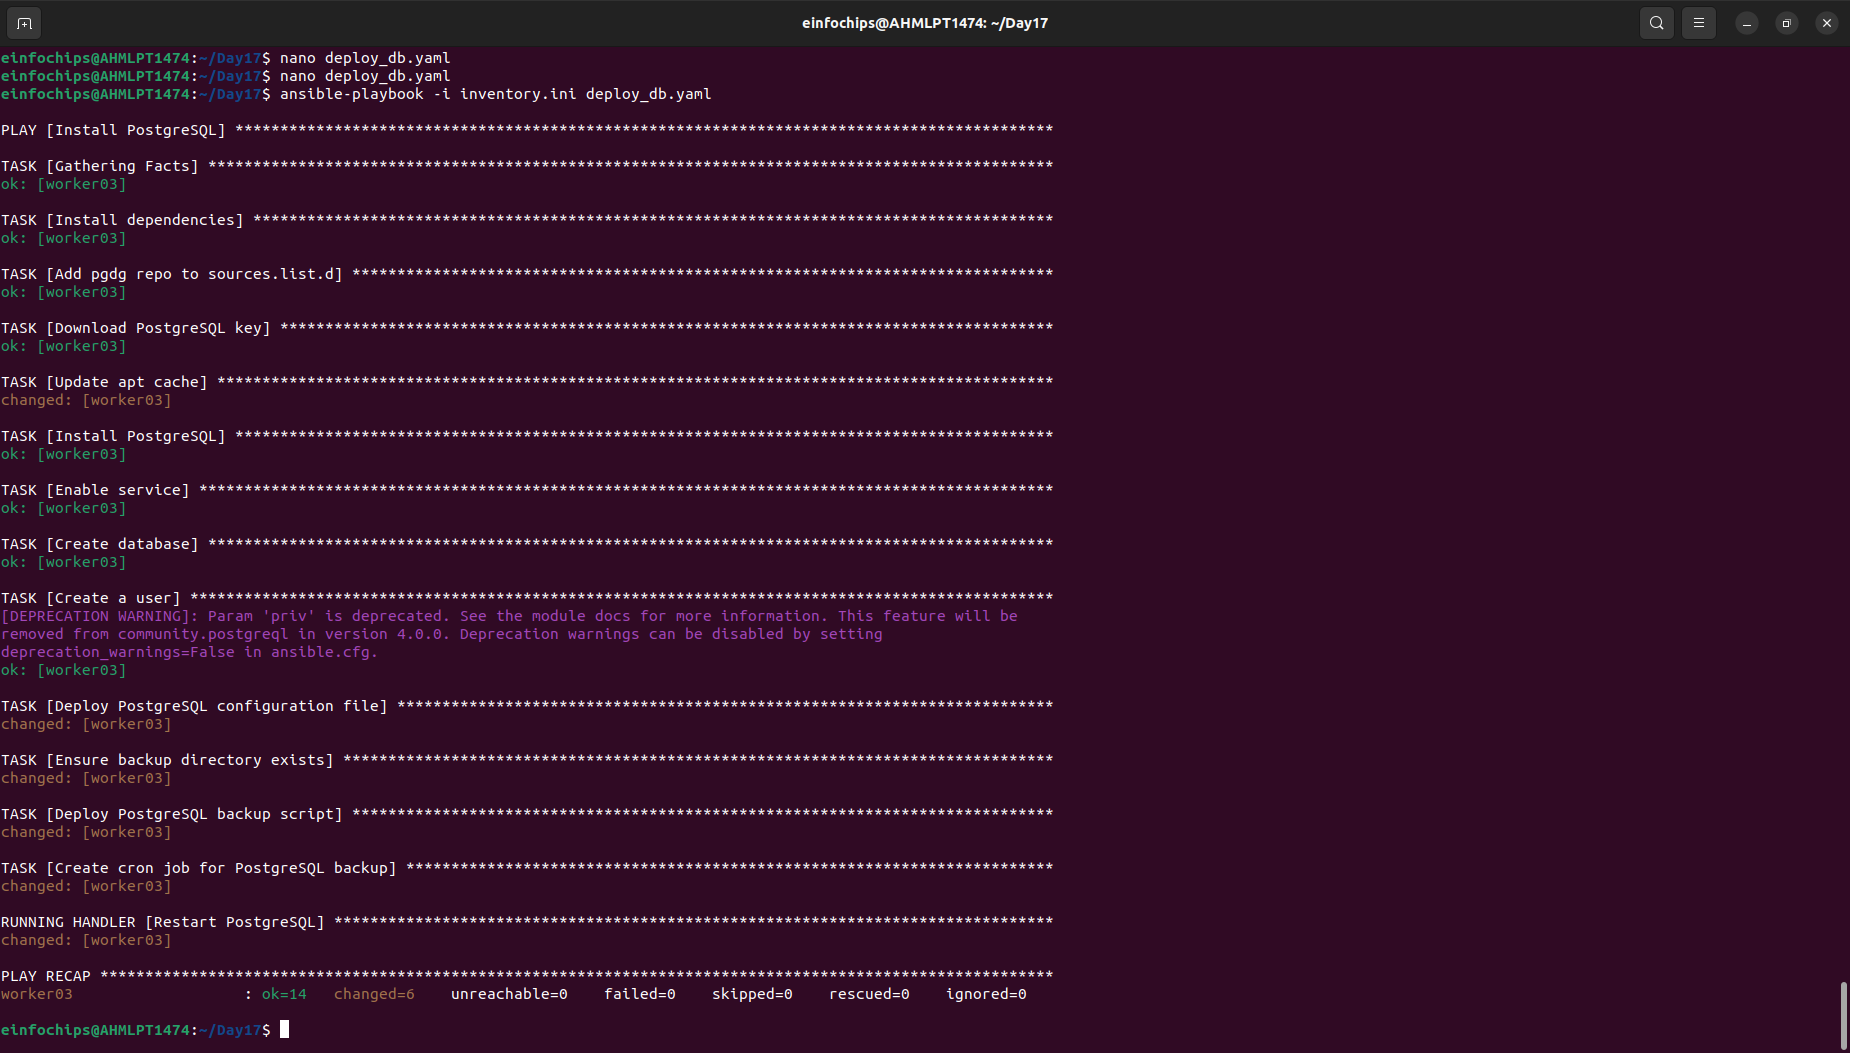 einfochips@AHMLPT1474: ~/Day17
einfochips@AHMLPT1474:~/Day17$ nano deploy_db.yaml
einfochips@AHMLPT1474:~/Day17$ nano deploy_db.yaml
einfochips@AHMLPT1474:~/Day17$ ansible-playbook -i inventory.ini deploy_db.yaml
PLAY [Install PostgreSQL] *******************************************************************************************
TASK [Gathering Facts] **********************************************************************************************
ok: [worker03]
TASK [Install dependencies] *****************************************************************************************
ok: [worker03]
TASK [Add pgdg repo to sources.list.d] ******************************************************************************
ok: [worker03]
TASK [Download PostgreSQL key] **************************************************************************************
ok: [worker03]
TASK [Update apt cache] *********************************************************************************************
changed: [worker03]
TASK [Install PostgreSQL] *******************************************************************************************
ok: [worker03]
TASK [Enable service] ***********************************************************************************************
ok: [worker03]
TASK [Create database] **********************************************************************************************
ok: [worker03]
TASK [Create a user] ************************************************************************************************
[DEPRECATION WARNING]: Param 'priv' is deprecated. See the module docs for more information. This feature will be
removed from community.postgreql in version 4.0.0. Deprecation warnings can be disabled by setting
deprecation_warnings=False in ansible.cfg.
ok: [worker03]
TASK [Deploy PostgreSQL configuration file] *************************************************************************
changed: [worker03]
TASK [Ensure backup directory exists] *******************************************************************************
changed: [worker03]
TASK [Deploy PostgreSQL backup script] ******************************************************************************
changed: [worker03]
TASK [Create cron job for PostgreSQL backup] ************************************************************************
changed: [worker03]
RUNNING HANDLER [Restart PostgreSQL] ********************************************************************************
changed: [worker03]
PLAY RECAP **********************************************************************************************************
worker03                   : ok=14   changed=6    unreachable=0    failed=0    skipped=0    rescued=0    ignored=0
einfochips@AHMLPT1474:~/Day17$